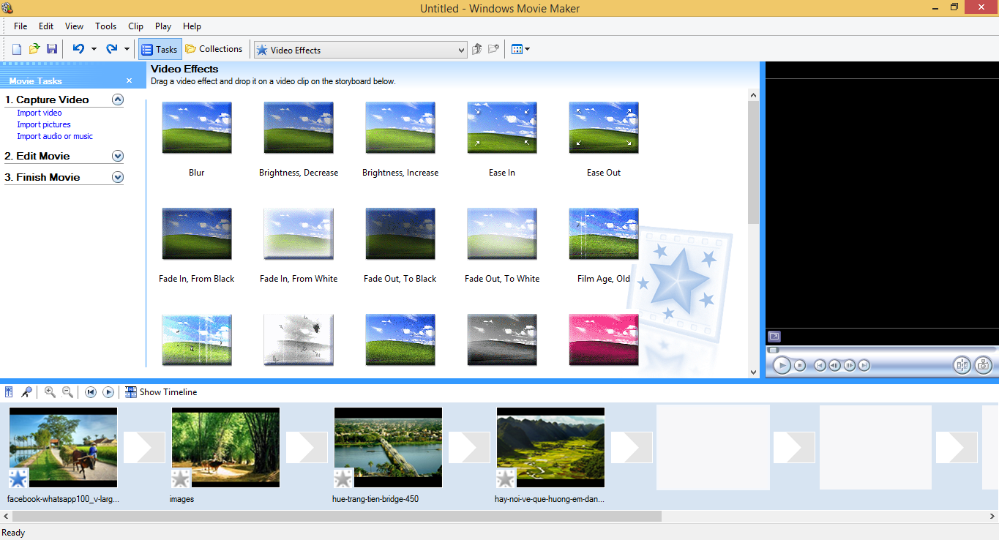 Untitled - Windows Movie Maker
File Edit View Tools Clip Play Help
Tasks Collections Video Effects
Movie Tasks
1. Capture Video
Import video
Import pictures
Import audio or music
2. Edit Movie
3. Finish Movie
Video Effects
Drag a video effect and drop it on a video clip on the storyboard below.
Blur Brightness, Decrease Brightness, Increase Ease In Ease Out
Fade In, From Black Fade In, From White Fade Out, To Black Fade Out, To White Film Age, Old
Show Timeline
facebook-whatsapp100_v-larg... images hue-trang-tien-bridge-450 hay-noi-ve-que-huong-em-dan...
Ready